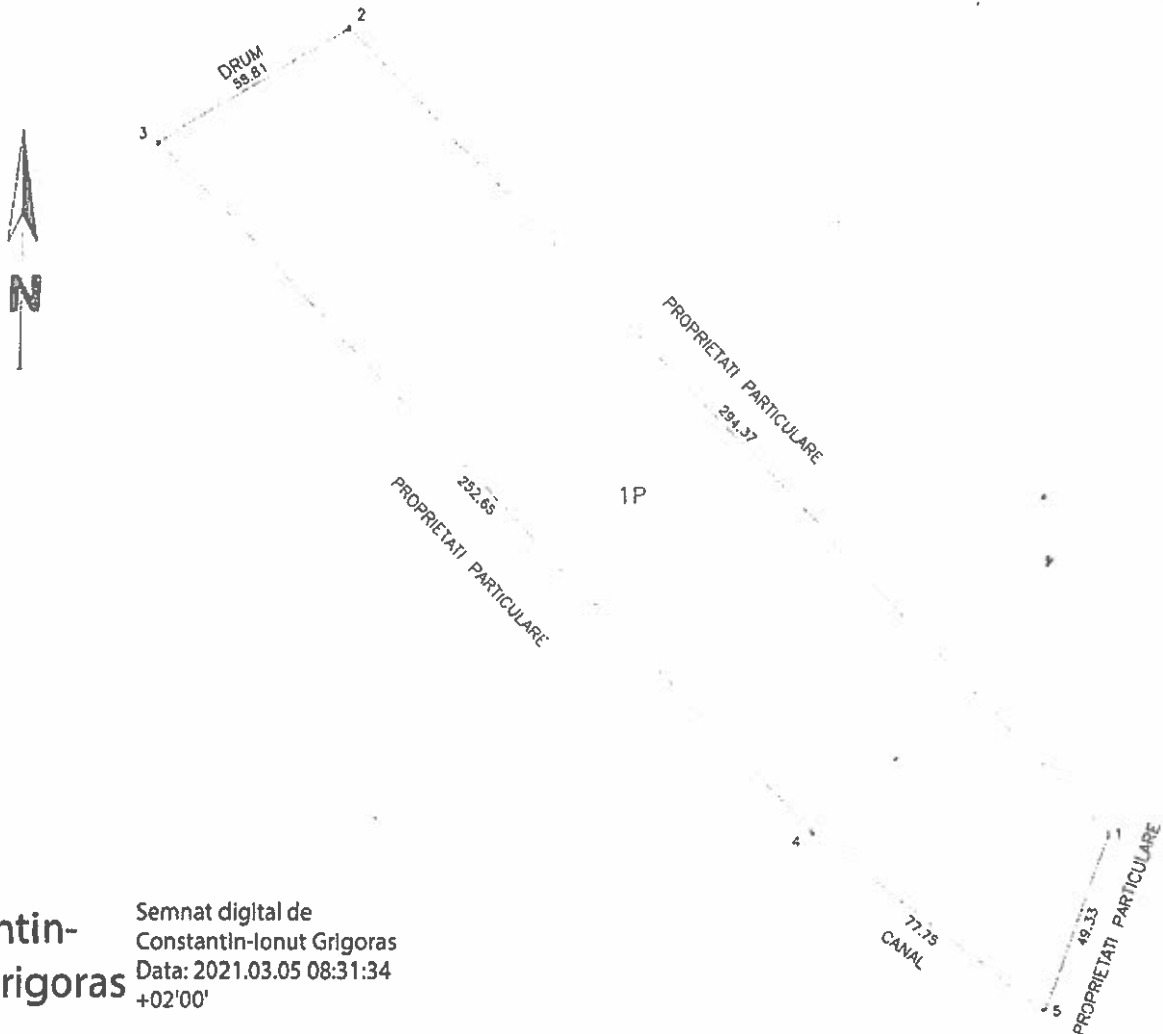 2
DRUM
58.81
3
N
PROPRIETATI PARTICULARE
294.37
1P
252.65
PROPRIETATI PARTICULARE
4
1
77.75
CANAL
49.33
PROPRIETATI PARTICULARE
5
ntin-
rigoras
Semnat digital de
Constantin-Ionut Grigoras
Data: 2021.03.05 08:31:34
+02'00'